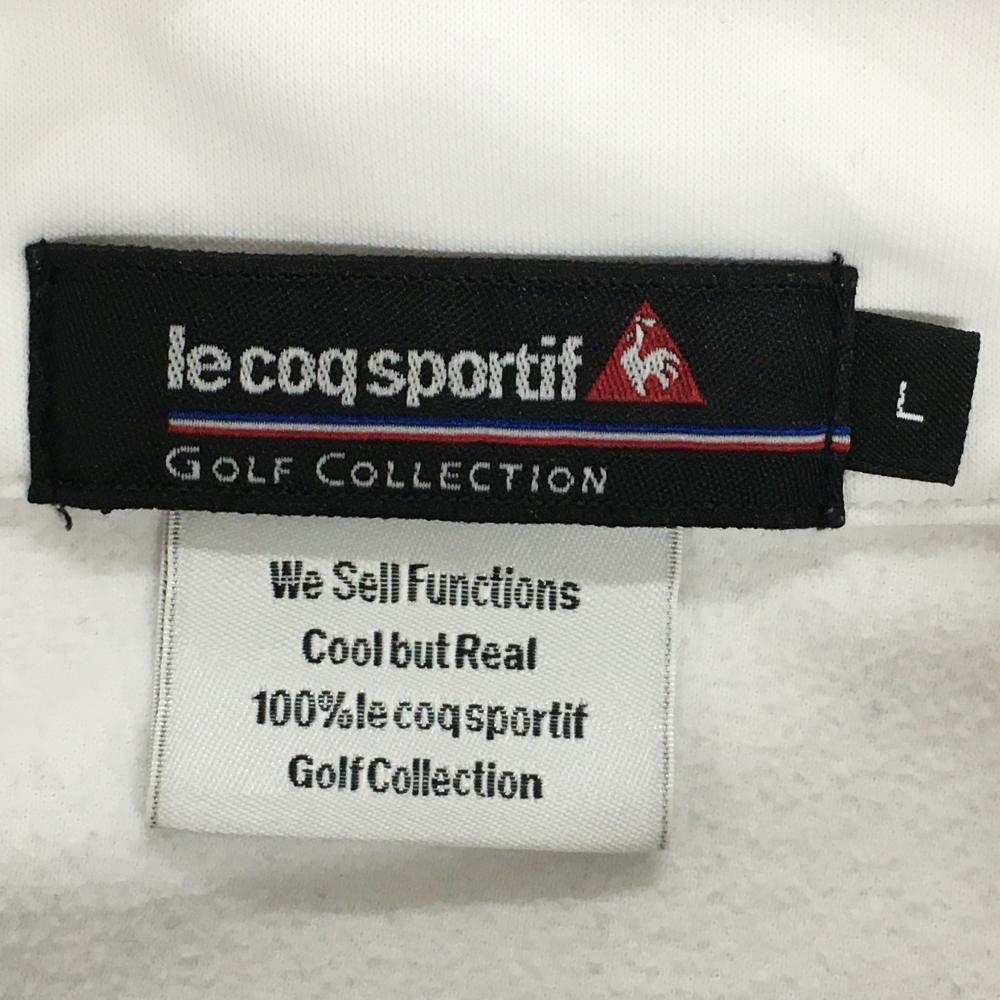 le coq sportif
GOLF COLLECTION
L
We Sell Functions
Cool but Real
100% le coq sportif
Golf Collection